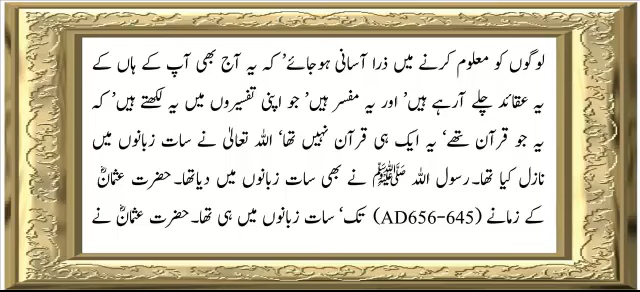 لوگوں کو معلوم کرنے میں ذرا آسانی ہوجائے’ کہ یہ آج بھی آپ کے ہاں کے
یہ عقائد چلے آرہے ہیں’ اور یہ مفسر ہیں’ جو اپنی تفسیروں میں یہ لکھتے ہیں’ کہ
یہ جو قرآن تھے‘ یہ ایک ہی قرآن نہیں تھا‘ اللہ تعالیٰ نے سات زبانوں میں
نازل کیا تھا۔ رسول اللہ ﷺ نے بھی سات زبانوں میں دیاتھا۔ حضرت عثمانؓ
کے زمانے (AD656-645) تک‘ سات زبانوں میں ہی تھا۔ حضرت عثمانؓ نے